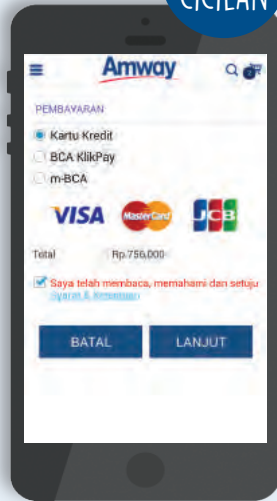 CICILAN
Amway
PEMBAYARAN
Kartu Kredit
BCA KlikPay
m-BCA
VISA MasterCard JCB
Total Rp.756.000
Saya telah membaca, memahami dan setuju
Syarat & Ketentuan
BATAL LANJUT